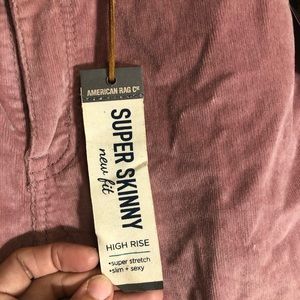 AMERICAN RAG CIE
SUPER SKINNY
new fit
HIGH RISE
•super stretch
•slim + sexy